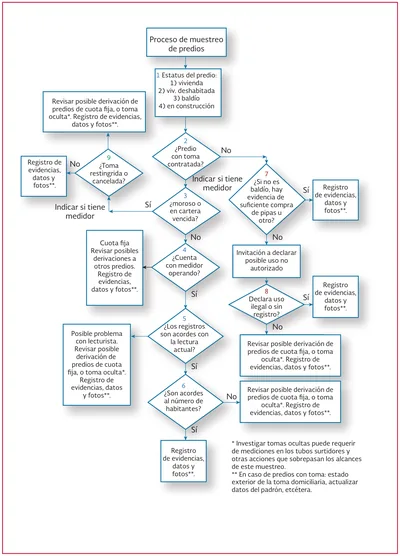 Proceso de muestreo
de predios
1 Estatus del predio:
1) vivienda
2) viv. deshabitada
3) baldío
4) en construcción
Revisar posible derivación de
predios de cuota fija, o toma
oculta*. Registro de evidencias,
datos y fotos**.
2
¿Predio
con toma
contratada?
No
Indicar si tiene
medidor
9
¿Toma
restringida o
cancelada?
No
Registro de
evidencias,
datos y
fotos**.
Indicar si tiene
medidor
Sí
3
¿moroso o
en cartera
vencida?
No
7
¿Si no es
baldío, hay
evidencia de
suficiente compra
de pipas u
otro?
Sí
Registro
de evidencias,
datos y
fotos**.
No
Cuota fija
Revisar posibles
derivaciones a
otros predios.
Registro de
evidencias,
datos y fotos**.
4
¿Cuenta
con medidor
operando?
Sí
Invitación a declarar
posible uso no
autorizado
8
Declara uso
ilegal o sin
registro?
Sí
Registro
de evidencias,
datos y
fotos**.
No
Posible problema
con lecturista.
Revisar posible
derivación de
predios de cuota
fija, o toma oculta*.
Registro de
evidencias, datos
y fotos**.
5
¿Los registros
son acordes con
la lectura
actual?
Sí
Revisar posible derivación de
predios de cuota fija, o toma
oculta*. Registro de
evidencias, datos y fotos**.
6
¿Son acordes
al número de
habitantes?
No
Revisar posible derivación de
predios de cuota fija, o toma
oculta*. Registro de
evidencias, datos y fotos**.
Sí
Registro
de evidencias,
datos y
fotos**.
* Investigar tomas ocultas puede requerir
de mediciones en los tubos surtidores y
otras acciones que sobrepasan los alcances
de este muestreo.
** En caso de predios con toma: estado
exterior de la toma domiciliaria, actualizar
datos del padrón, etcétera.